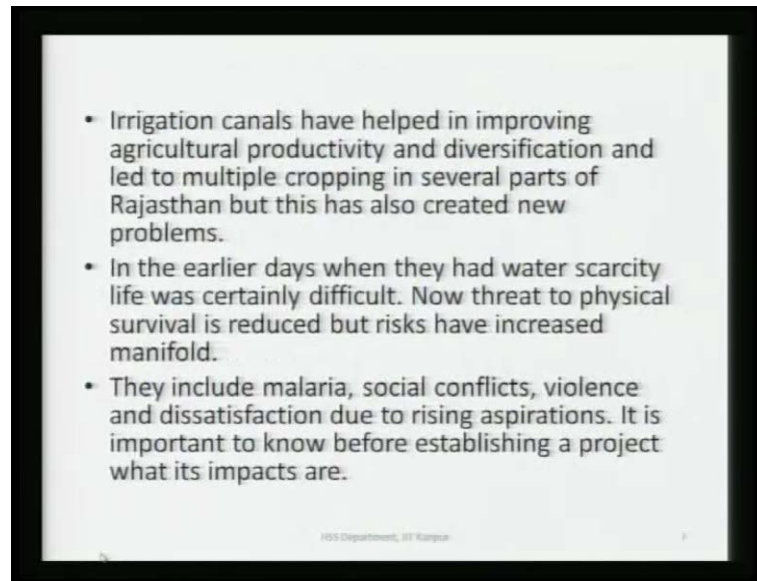 • Irrigation canals have helped in improving
agricultural productivity and diversification and
led to multiple cropping in several parts of
Rajasthan but this has also created new
problems.
• In the earlier days when they had water scarcity
life was certainly difficult. Now threat to physical
survival is reduced but risks have increased
manifold.
• They include malaria, social conflicts, violence
and dissatisfaction due to rising aspirations. It is
important to know before establishing a project
what its impacts are.
HSS Department, IIT Kanpur